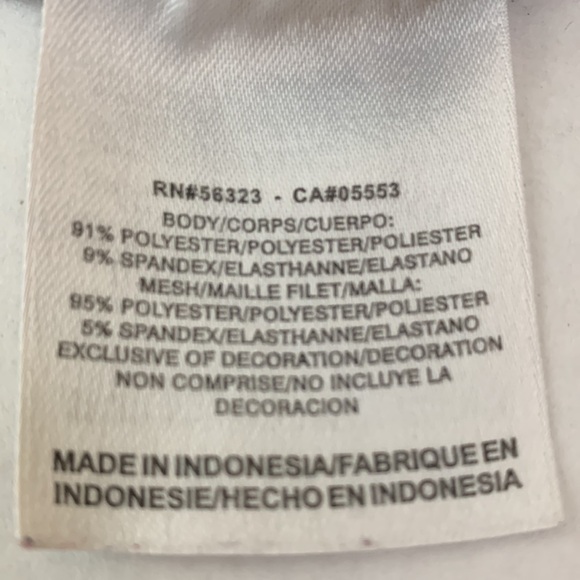 RN#56323 - CA#05553
BODY/CORPS/CUERPO:
91% POLYESTER/POLYESTER/POLIESTER
9% SPANDEX/ELASTHANNE/ELASTANO
MESH/MAILLE FILET/MALLA:
95% POLYESTER/POLYESTER/POLIESTER
5% SPANDEX/ELASTHANNE/ELASTANO
EXCLUSIVE OF DECORATION/DECORATION
NON COMPRISE/NO INCLUYE LA
DECORACION
MADE IN INDONESIA/FABRIQUE EN
INDONESIE/HECHO EN INDONESIA